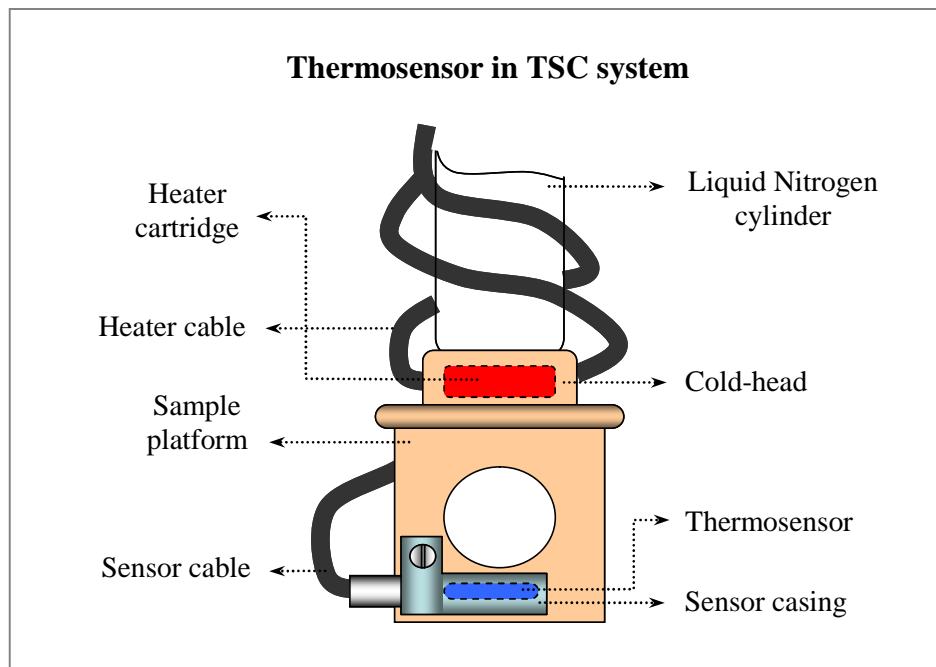 Thermosensor in TSC system
Heater
cartridge
Liquid Nitrogen
cylinder
Heater cable
Cold-head
Sample
platform
Thermosensor
Sensor cable
Sensor casing